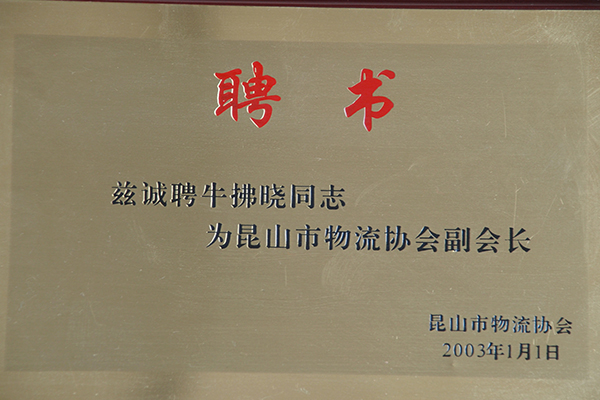 聘 书
兹诚聘牛拂晓同志
为昆山市物流协会副会长
昆山市物流协会
2003年1月1日